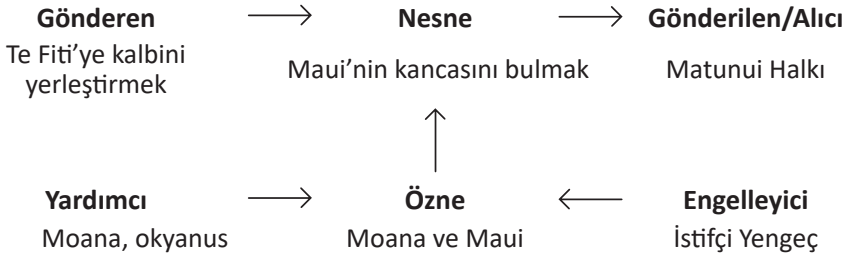 Gönderen Nesne Gönderilen/Alıcı
Te Fiti’ye kalbini
yerleştirmek
Maui’nin kancasını bulmak Matunui Halkı
Yardımcı Özne Engelleyici
Moana, okyanus Moana ve Maui İstifçi Yengeç